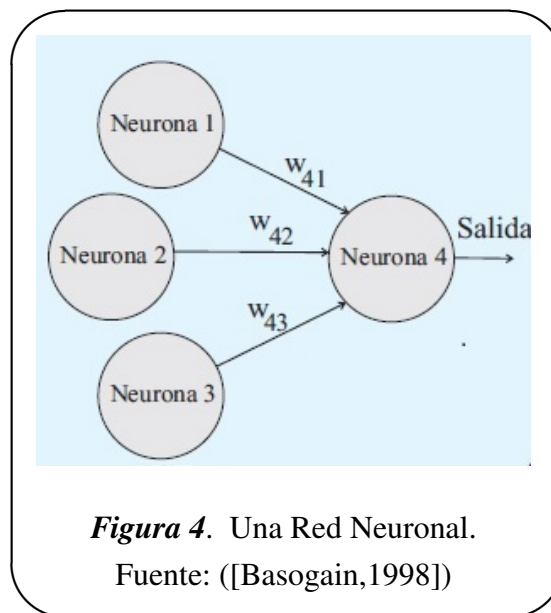 Neurona 1
w41
Neurona 2
w42
Neurona 4
Salida
w43
Neurona 3
Figura 4. Una Red Neuronal.
Fuente: ([Basogain,1998])